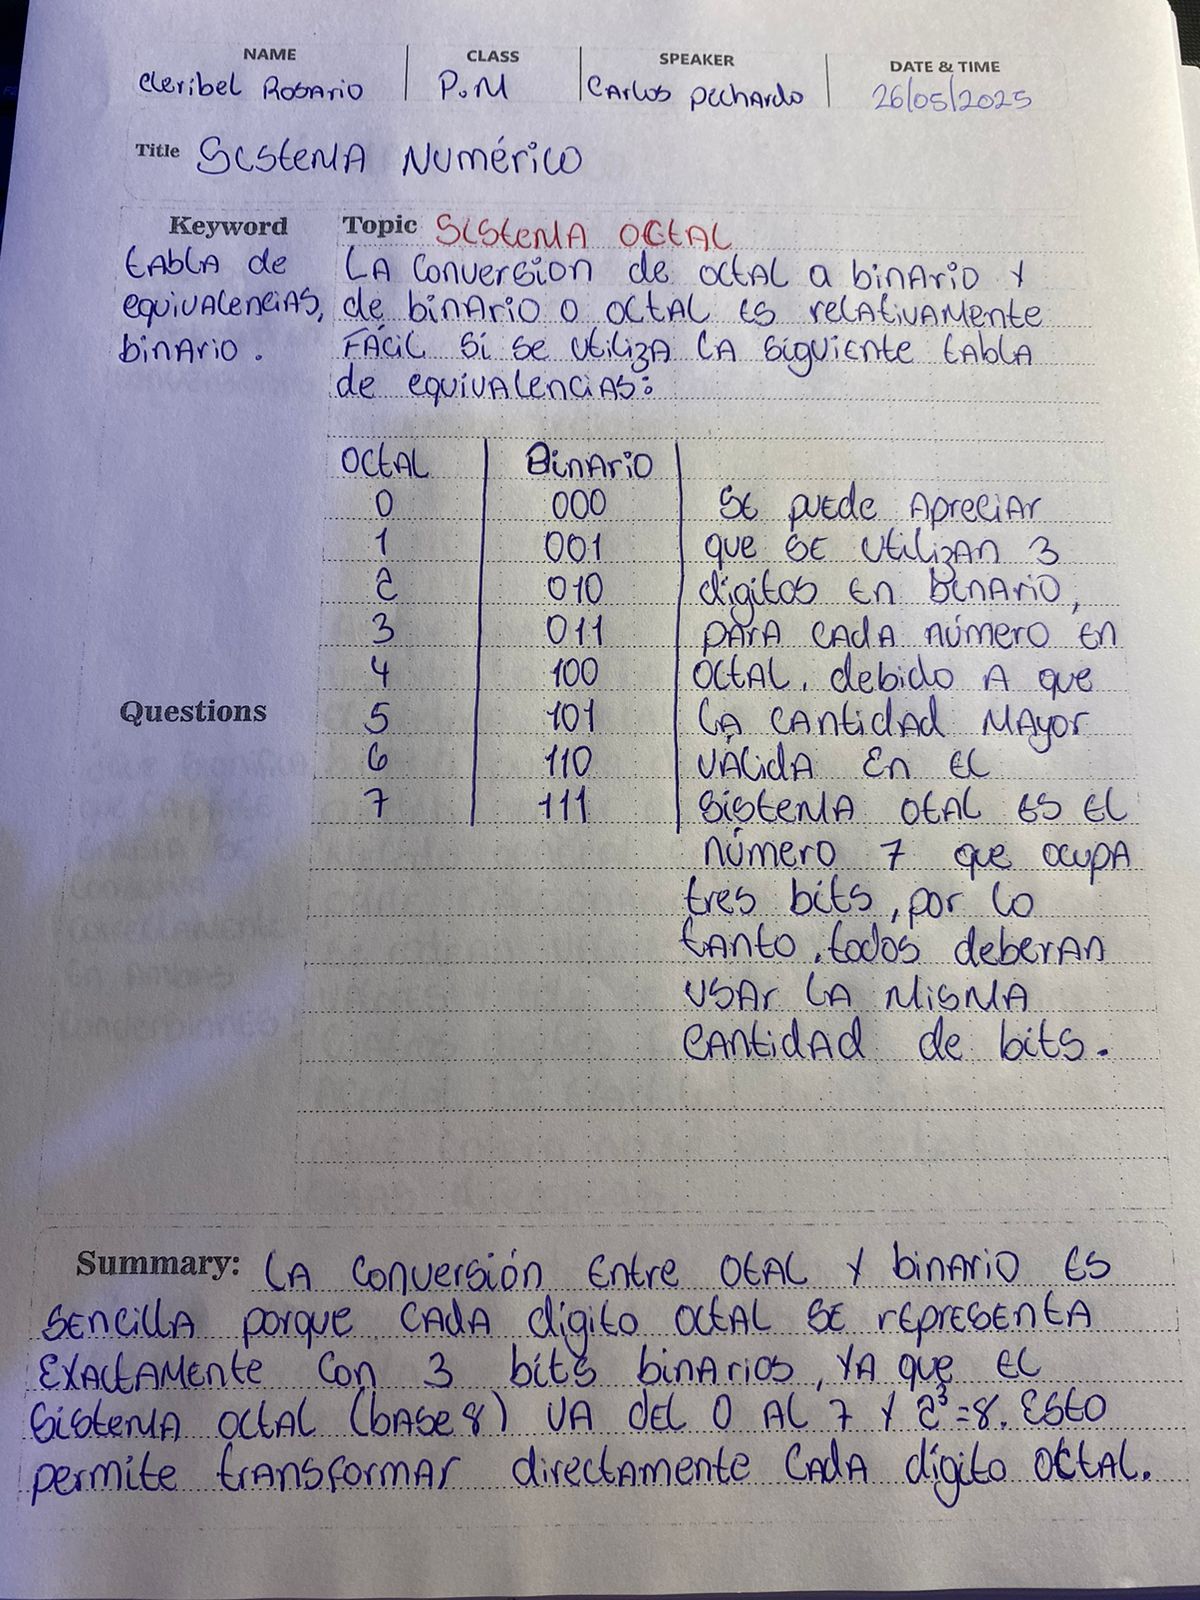 NAME CLASS SPEAKER DATE & TIME
Cleribel Rosario P.M Carlos Pichardo 26/05/2025
Title Sistema Numérico
Keyword
tabla de
equivalencias,
binario.
Topic Sistema Octal
La conversion de octal a binario y
de binario o octal es relativamente
Fácil si se utiliza la siguiente tabla
de equivalencias:
Octal Binario
0 000
1 001
2 010
3 011
4 100
5 101
6 110
7 111
Se puede apreciar
que se utilizan 3
digitos en binario,
para cada número en
octal, debido a que
la cantidad mayor
válida en el
sistema otal es el
número 7 que ocupa
tres bits, por lo
tanto, todos deberan
usar la misma
cantidad de bits.
Questions
Summary: La conversión entre otal y binario es
sencilla porque cada dígito octal se representa
exactamente con 3 bits binarios, ya que el
sistema octal (base 8) va del 0 al 7 y 2³=8. Esto
permite transformar directamente cada dígito octal.